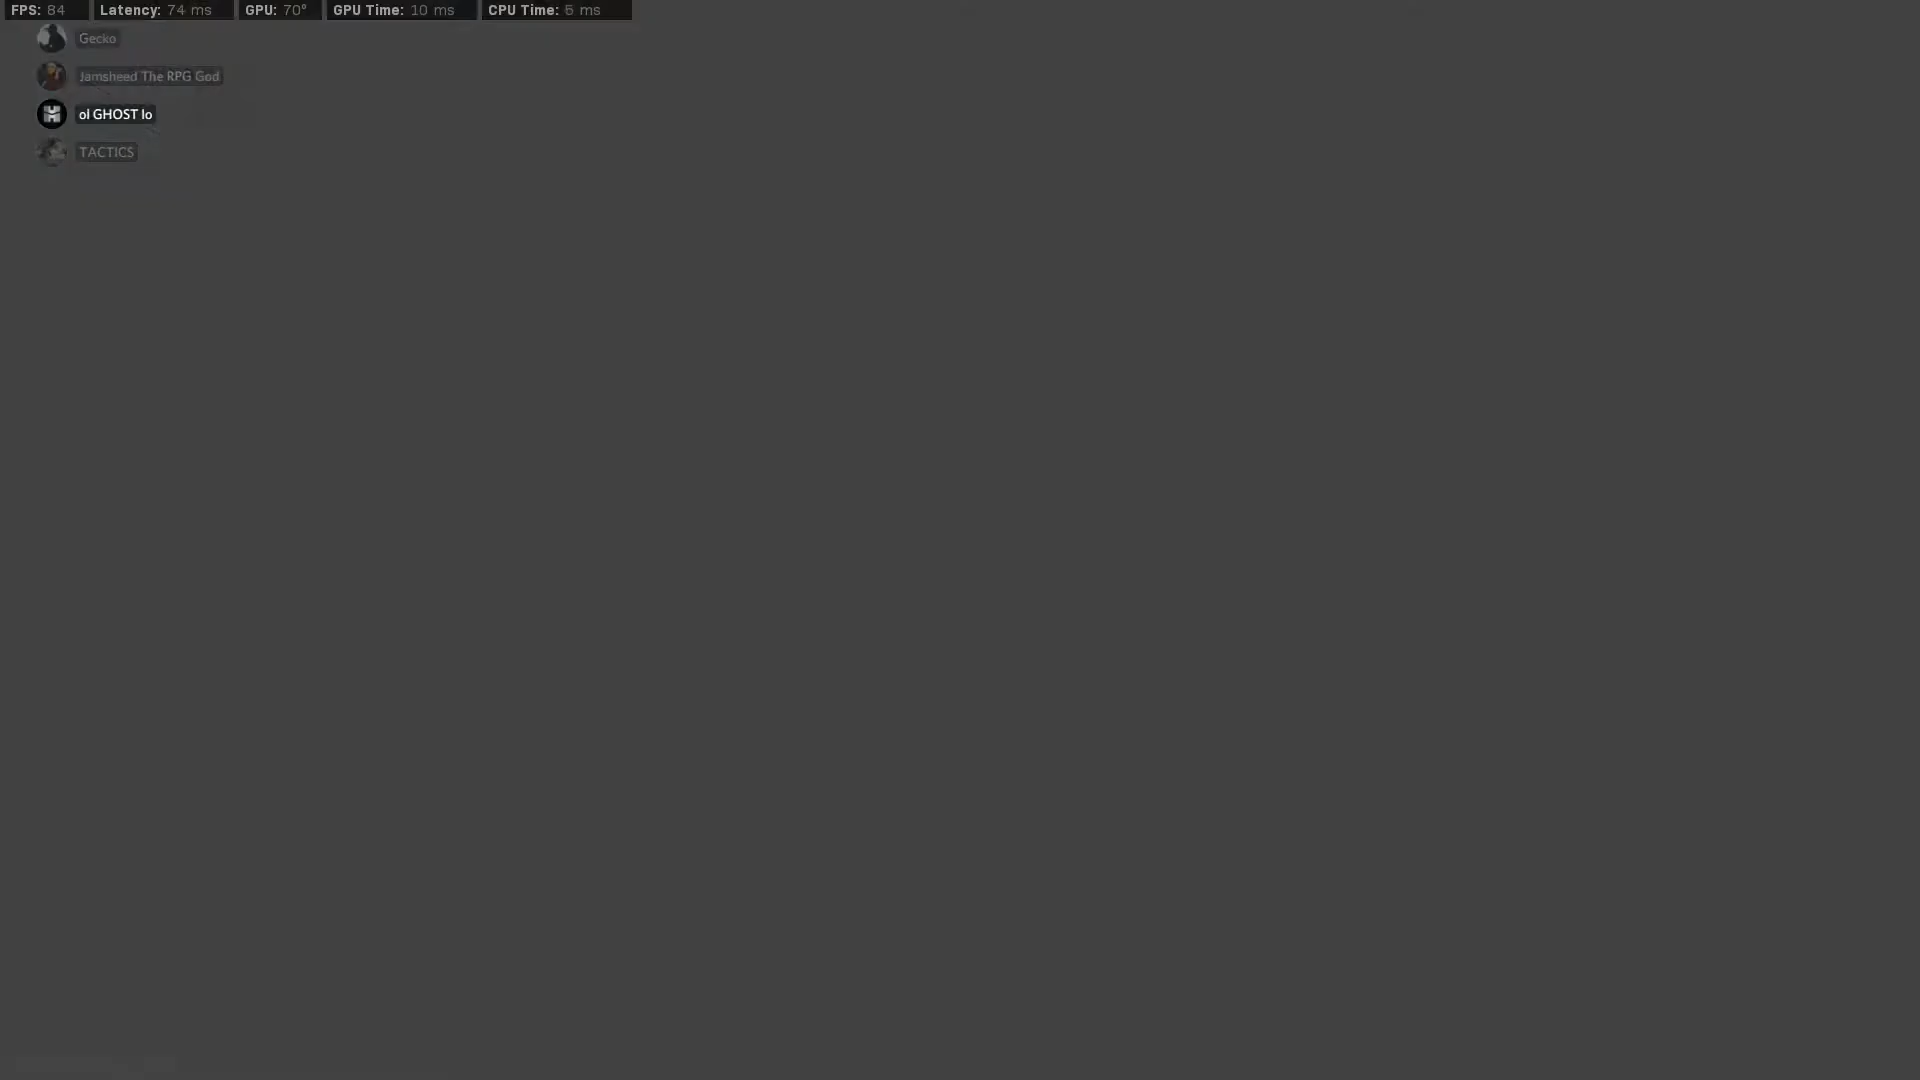 FPS: 84 Latency: 74 ms GPU: 70° GPU Time: 10 ms CPU Time: 5 ms
Gecko
Jamsheed The RPG God
ol GHOST lo
TACTICS